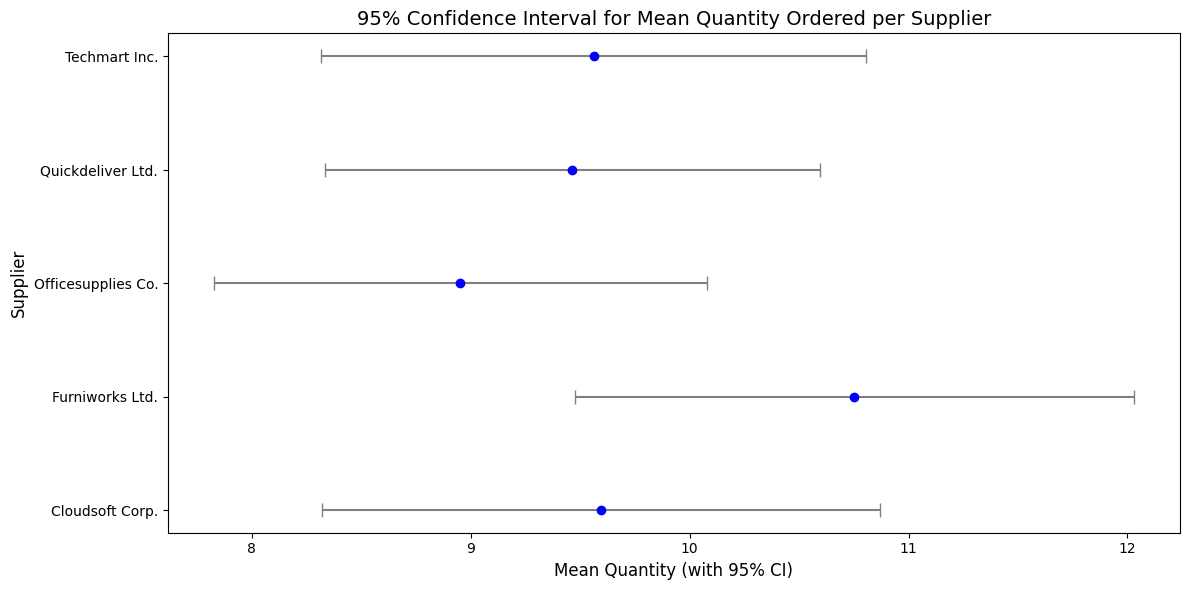 95% Confidence Interval for Mean Quantity Ordered per Supplier
Techmart Inc.
Quickdeliver Ltd.
Officesupplies Co.
Furniworks Ltd.
Cloudsoft Corp.
Supplier
8 9 10 11 12
Mean Quantity (with 95% CI)